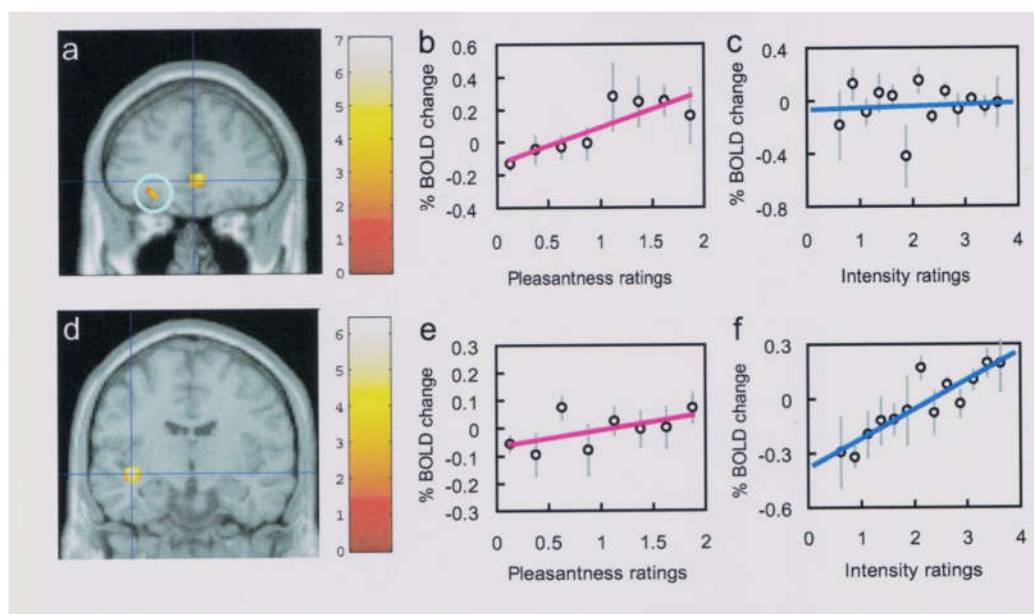 a
7
6
5
4
3
2
1
0
b
% BOLD change
0.6
0.4
0.2
0
-0.2
-0.4
0 0.5 1 1.5 2
Pleasantness ratings
c
% BOLD change
0.4
0
-0.4
-0.8
0 1 2 3 4
Intensity ratings
d
6
5
4
3
2
1
0
e
% BOLD change
0.3
0.2
0.1
0
-0.1
-0.2
-0.3
0 0.5 1 1.5 2
Pleasantness ratings
f
% BOLD change
0.3
0
-0.3
-0.6
0 1 2 3 4
Intensity ratings